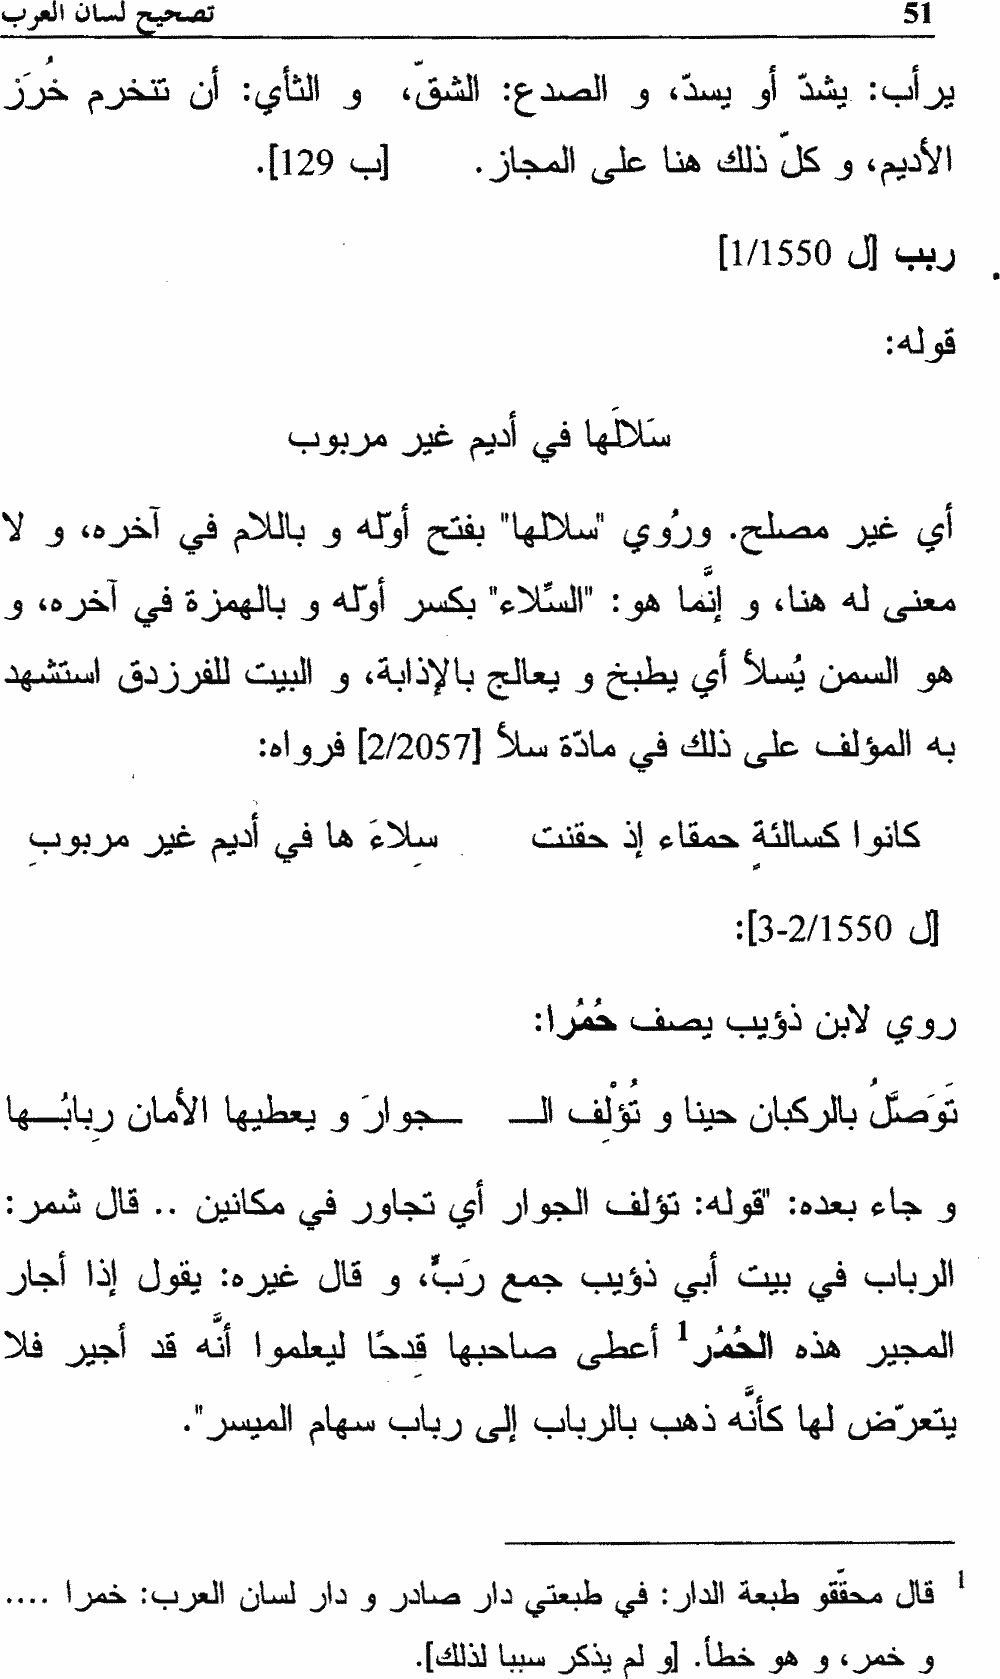 51 تصحيح لسان العرب
يرأب: يشدّ أو يسدّ، و الصدع: الشقّ، و الثأي: أن تتخرم خُرَز
الأديم، و كلّ ذلك هنا على المجاز. [ب 129].
ربب [ل 1/1550]
قوله:
سَلالَها في أديم غير مربوب
أي غير مصلح. ورُوي "سلالها" بفتح أوّله و باللام في آخره، و لا
معنى له هنا، و إنّما هو: "السِّلاء" بكسر أوّله و بالهمزة في آخره، و
هو السمن يُسلأ أي يطبخ و يعالج بالإذابة، و البيت للفرزدق استشهد
به المؤلف على ذلك في مادّة سلأ [2/2057] فرواه:
كانوا كسالئةٍ حمقاء إذ حقنت سِلاءَ ها في أديم غير مربوبِ
[ل 1550/2-3]:
روي لابن ذؤيب يصف حُمُرا:
تَوَصَّلُ بالركبان حينا و تُؤْلِف الـــ ـــجوارَ و يعطيها الأمان رِبابُـــها
و جاء بعده: "قوله: تؤلف الجوار أي تجاور في مكانين .. قال شمر:
الرباب في بيت أبي ذؤيب جمع رَبٍّ، و قال غيره: يقول إذا أجار
المجير هذه الحُمُر1 أعطى صاحبها قِدحًا ليعلموا أنّه قد أجير فلا
يتعرّض لها كأنّه ذهب بالرباب إلى رباب سهام الميسر".
1 قال محقّقو طبعة الدار: في طبعتي دار صادر و دار لسان العرب: خمرا ....
و خمر، و هو خطأ. [و لم يذكر سببا لذلك].